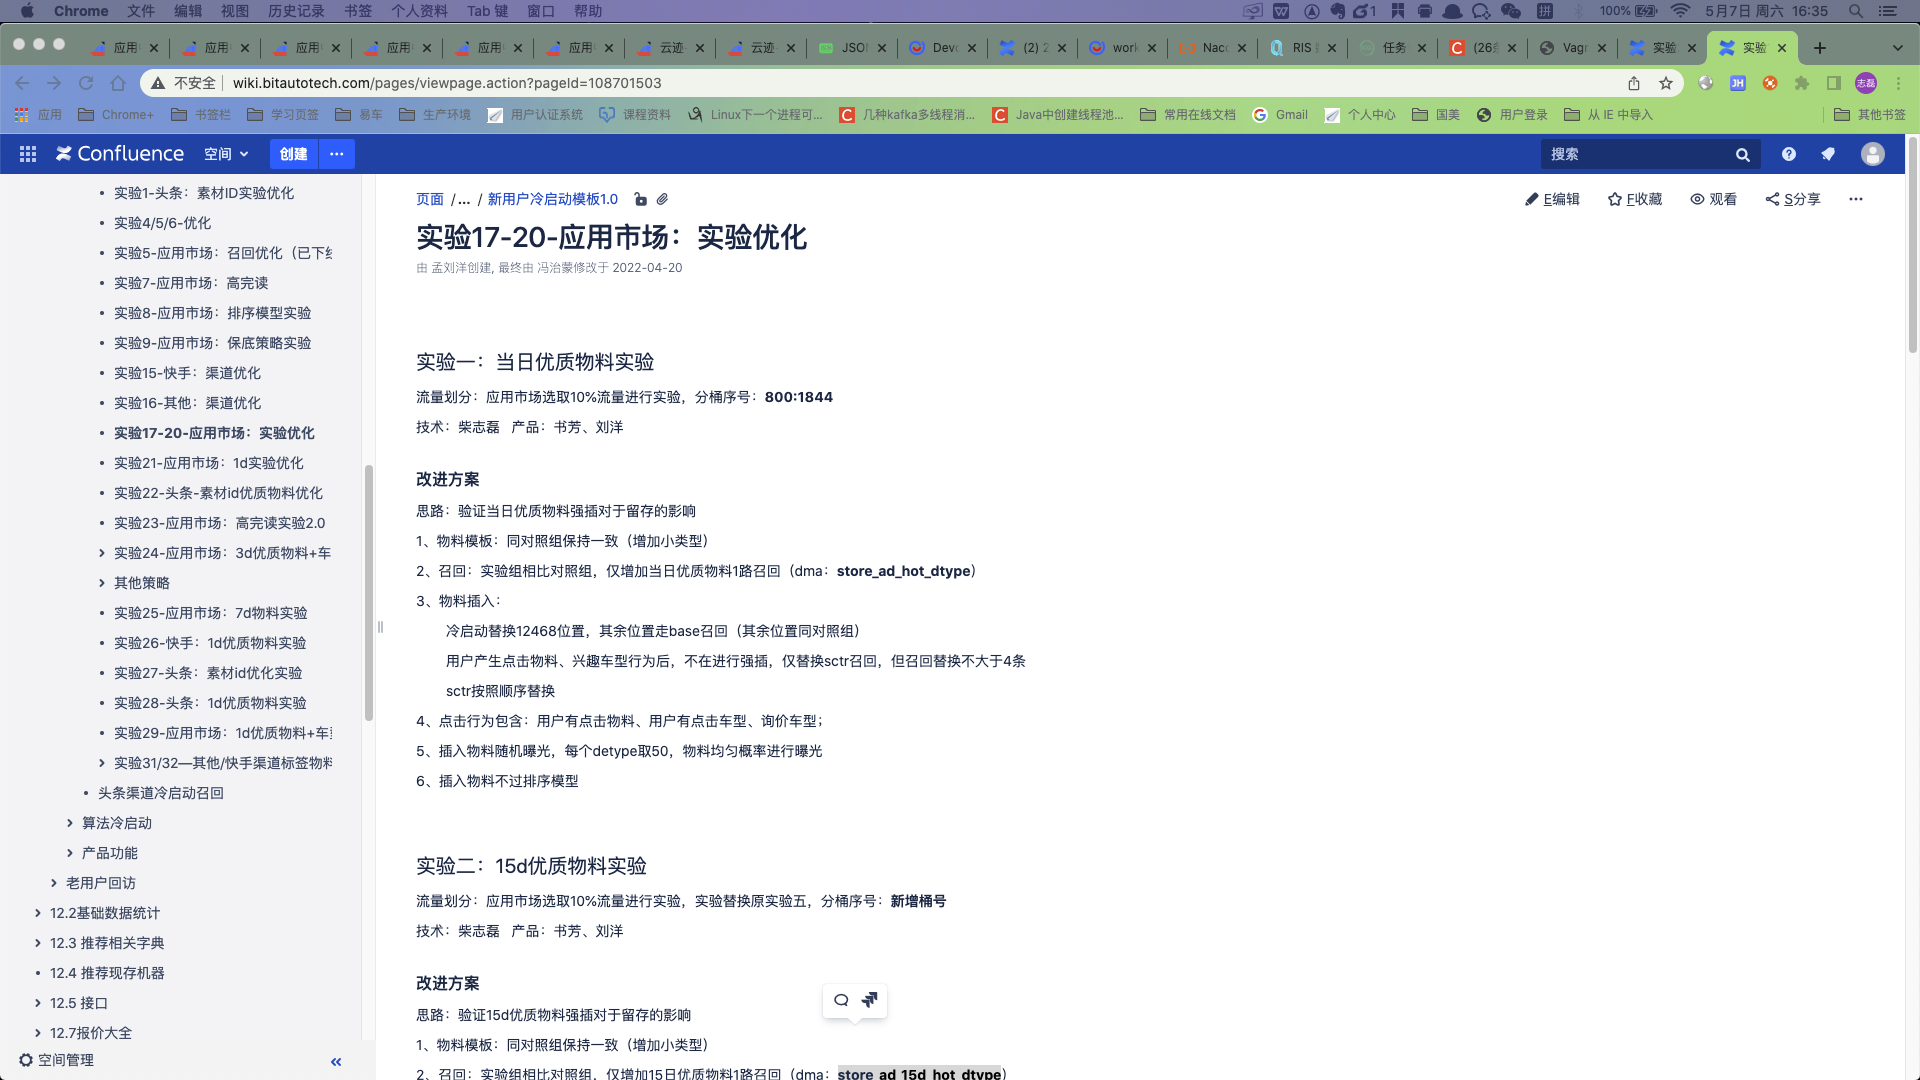 Chrome 文件 编辑 视图 历史记录 书签 个人资料 Tab 键 窗口 帮助 1 拼 100% 5月7日 周六 16:35
应用 应用 应用 应用 应用 应用 云迹- 云迹- JSO Devo (2) 2 work Nacc RIS 任务 (26条 Vagr 实验 实验
不安全 wiki.bitautotech.com/pages/viewpage.action?pageId=108701503 JH 志磊
应用 Chrome+ 书签栏 学习页签 易车 生产环境 用户认证系统 课程资料 Linux下一个进程可... 几种kafka多线程消... Java中创建线程池... 常用在线文档 Gmail 个人中心 国美 用户登录 从 IE 中导入 其他书签
Confluence 空间 创建 ··· 搜索
实验1-头条：素材ID实验优化
实验4/5/6-优化
实验5-应用市场：召回优化（已下线
实验7-应用市场：高完读
实验8-应用市场：排序模型实验
实验9-应用市场：保底策略实验
实验15-快手：渠道优化
实验16-其他：渠道优化
实验17-20-应用市场：实验优化
实验21-应用市场：1d实验优化
实验22-头条-素材id优质物料优化
实验23-应用市场：高完读实验2.0
实验24-应用市场：3d优质物料+车
其他策略
实验25-应用市场：7d物料实验
实验26-快手：1d优质物料实验
实验27-头条：素材id优化实验
实验28-头条：1d优质物料实验
实验29-应用市场：1d优质物料+车型
实验31/32—其他/快手渠道标签物料
头条渠道冷启动召回
算法冷启动
产品功能
老用户回访
12.2基础数据统计
12.3 推荐相关字典
12.4 推荐现存机器
12.5 接口
12.7报价大全
空间管理
页面 /... / 新用户冷启动模板1.0
E编辑 F收藏 观看 S分享 ···
实验17-20-应用市场：实验优化
由 孟刘洋创建, 最终由 冯治蒙修改于 2022-04-20
实验一：当日优质物料实验
流量划分：应用市场选取10%流量进行实验，分桶序号：800:1844
技术：柴志磊 产品：书芳、刘洋
改进方案
思路：验证当日优质物料强插对于留存的影响
1、物料模板：同对照组保持一致（增加小类型）
2、召回：实验组相比对照组，仅增加当日优质物料1路召回（dma：store_ad_hot_dtype）
3、物料插入：
冷启动替换12468位置，其余位置走base召回（其余位置同对照组）
用户产生点击物料、兴趣车型行为后，不在进行强插，仅替换sctr召回，但召回替换不大于4条
sctr按照顺序替换
4、点击行为包含：用户有点击物料、用户有点击车型、询价车型；
5、插入物料随机曝光，每个detype取50，物料均匀概率进行曝光
6、插入物料不过排序模型
实验二：15d优质物料实验
流量划分：应用市场选取10%流量进行实验，实验替换原实验五，分桶序号：新增桶号
技术：柴志磊 产品：书芳、刘洋
改进方案
思路：验证15d优质物料强插对于留存的影响
1、物料模板：同对照组保持一致（增加小类型）
2、召回：实验组相比对照组，仅增加15日优质物料1路召回（dma：store_ad_15d_hot_dtype）